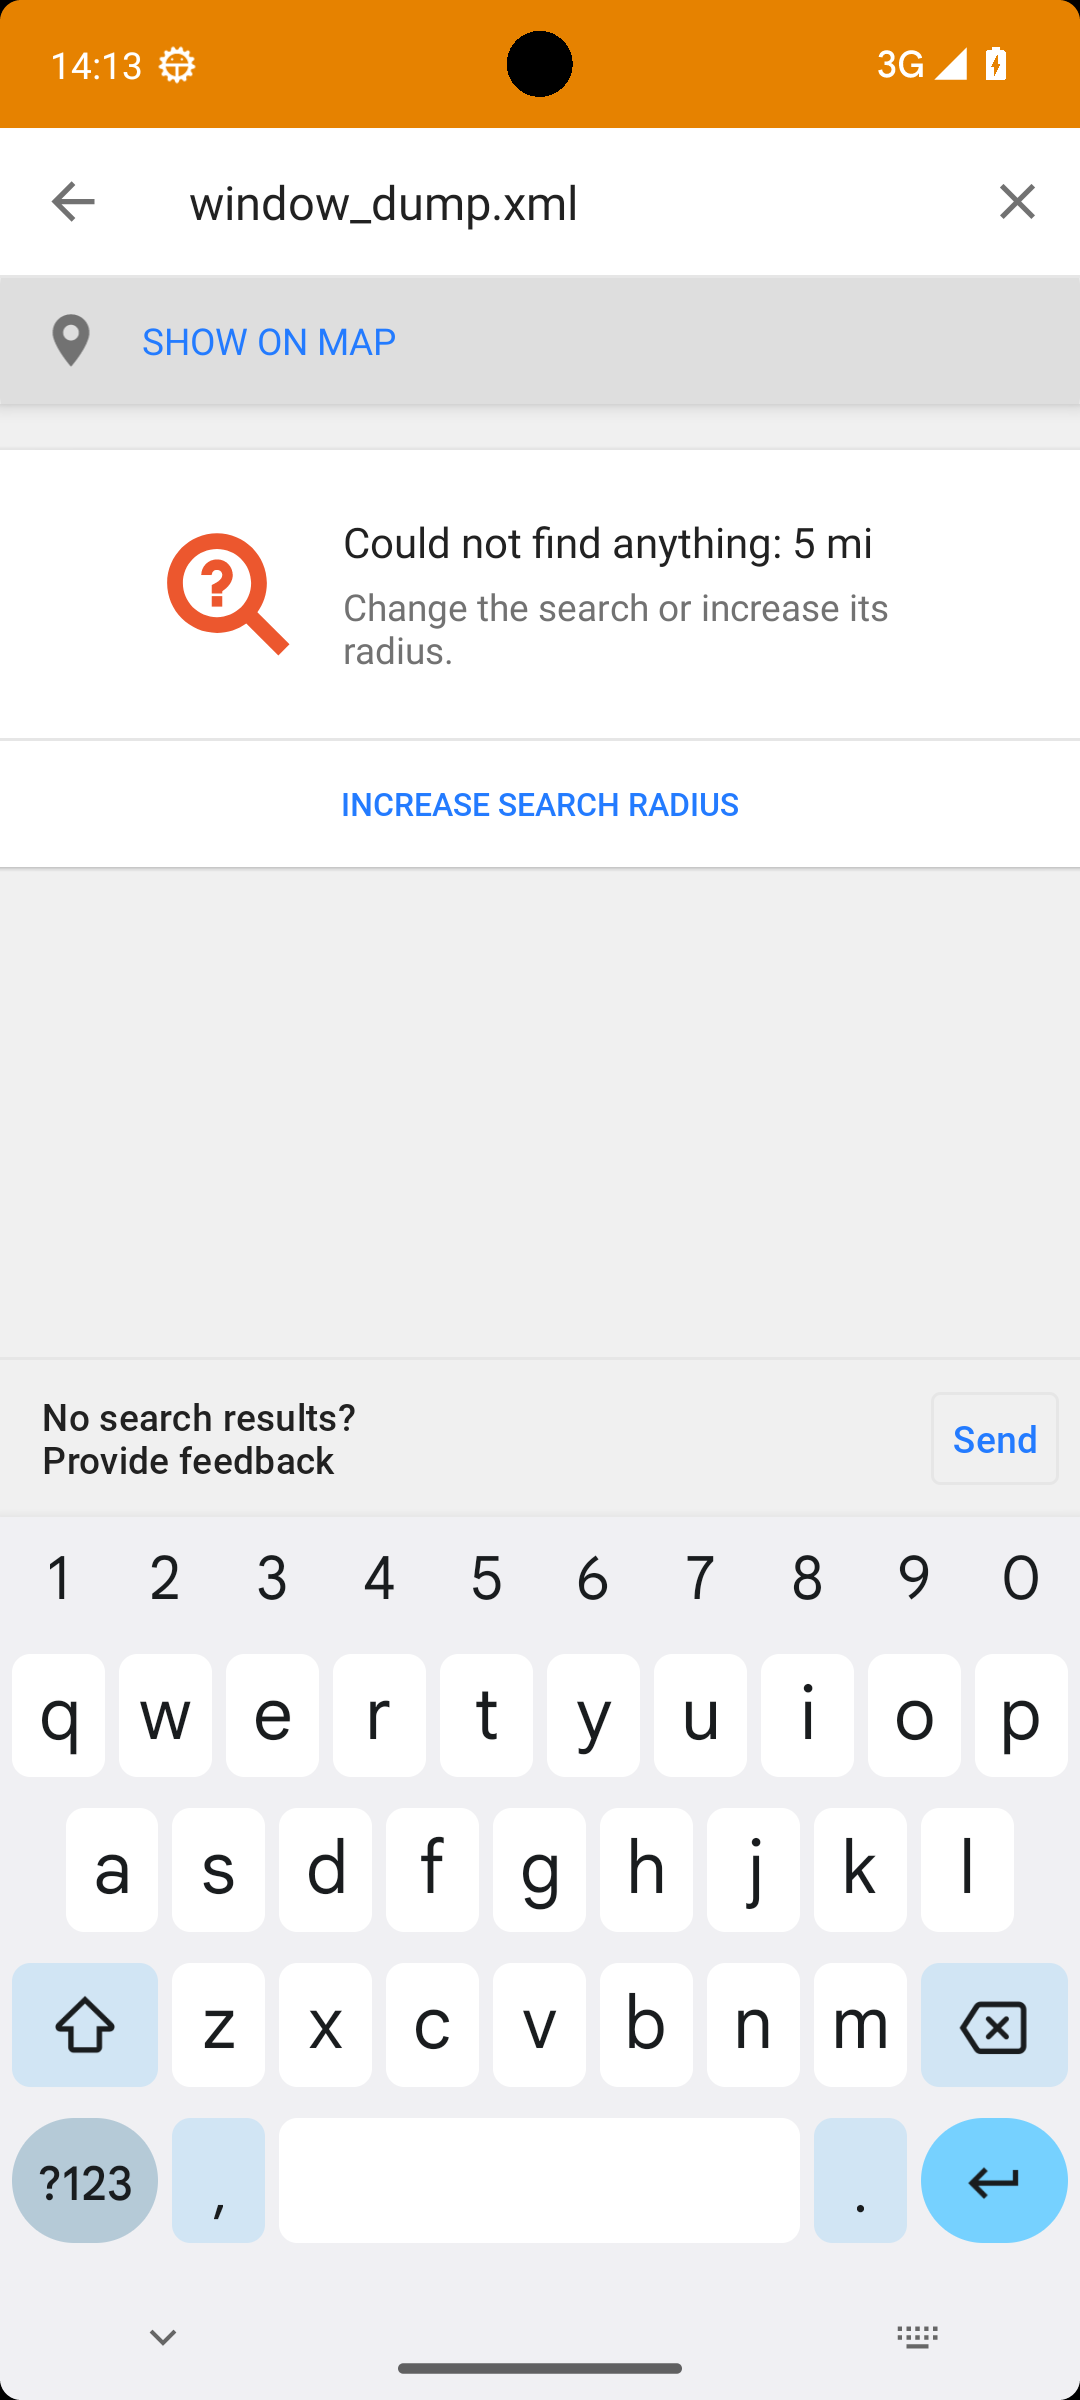 14:13
3G
window_dump.xml
SHOW ON MAP
Could not find anything: 5 mi
Change the search or increase its
radius.
INCREASE SEARCH RADIUS
No search results?
Provide feedback
Send
1 2 3 4 5 6 7 8 9 0
q w e r t y u i o p
a s d f g h j k l
z x c v b n m
?123 , .